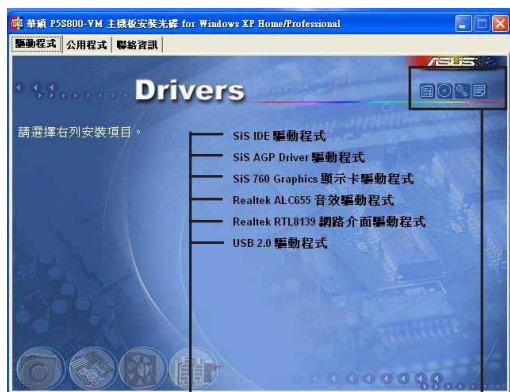 華碩 P5S800-VM 主機板安裝光碟 for Windows XP Home/Professional
驅動程式 公用程式 聯絡資訊
ASUS
Drivers
請選擇右列安裝項目。
SiS IDE 驅動程式
SiS AGP Driver 驅動程式
SiS 760 Graphics 顯示卡驅動程式
Realtek ALC655 音效驅動程式
Realtek RTL8139 網路介面驅動程式
USB 2.0 驅動程式